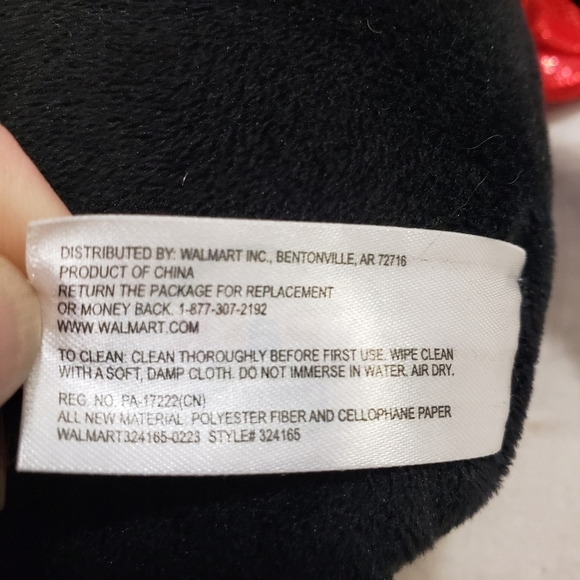 DISTRIBUTED BY: WALMART INC., BENTONVILLE, AR 72716
PRODUCT OF CHINA
RETURN THE PACKAGE FOR REPLACEMENT
OR MONEY BACK. 1-877-307-2192
WWW.WALMART.COM
TO CLEAN: CLEAN THOROUGHLY BEFORE FIRST USE. WIPE CLEAN
WITH A SOFT, DAMP CLOTH. DO NOT IMMERSE IN WATER. AIR DRY.
REG. NO. PA-17222(CN)
ALL NEW MATERIAL: POLYESTER FIBER AND CELLOPHANE PAPER
WALMART324165-0223 STYLE# 324165